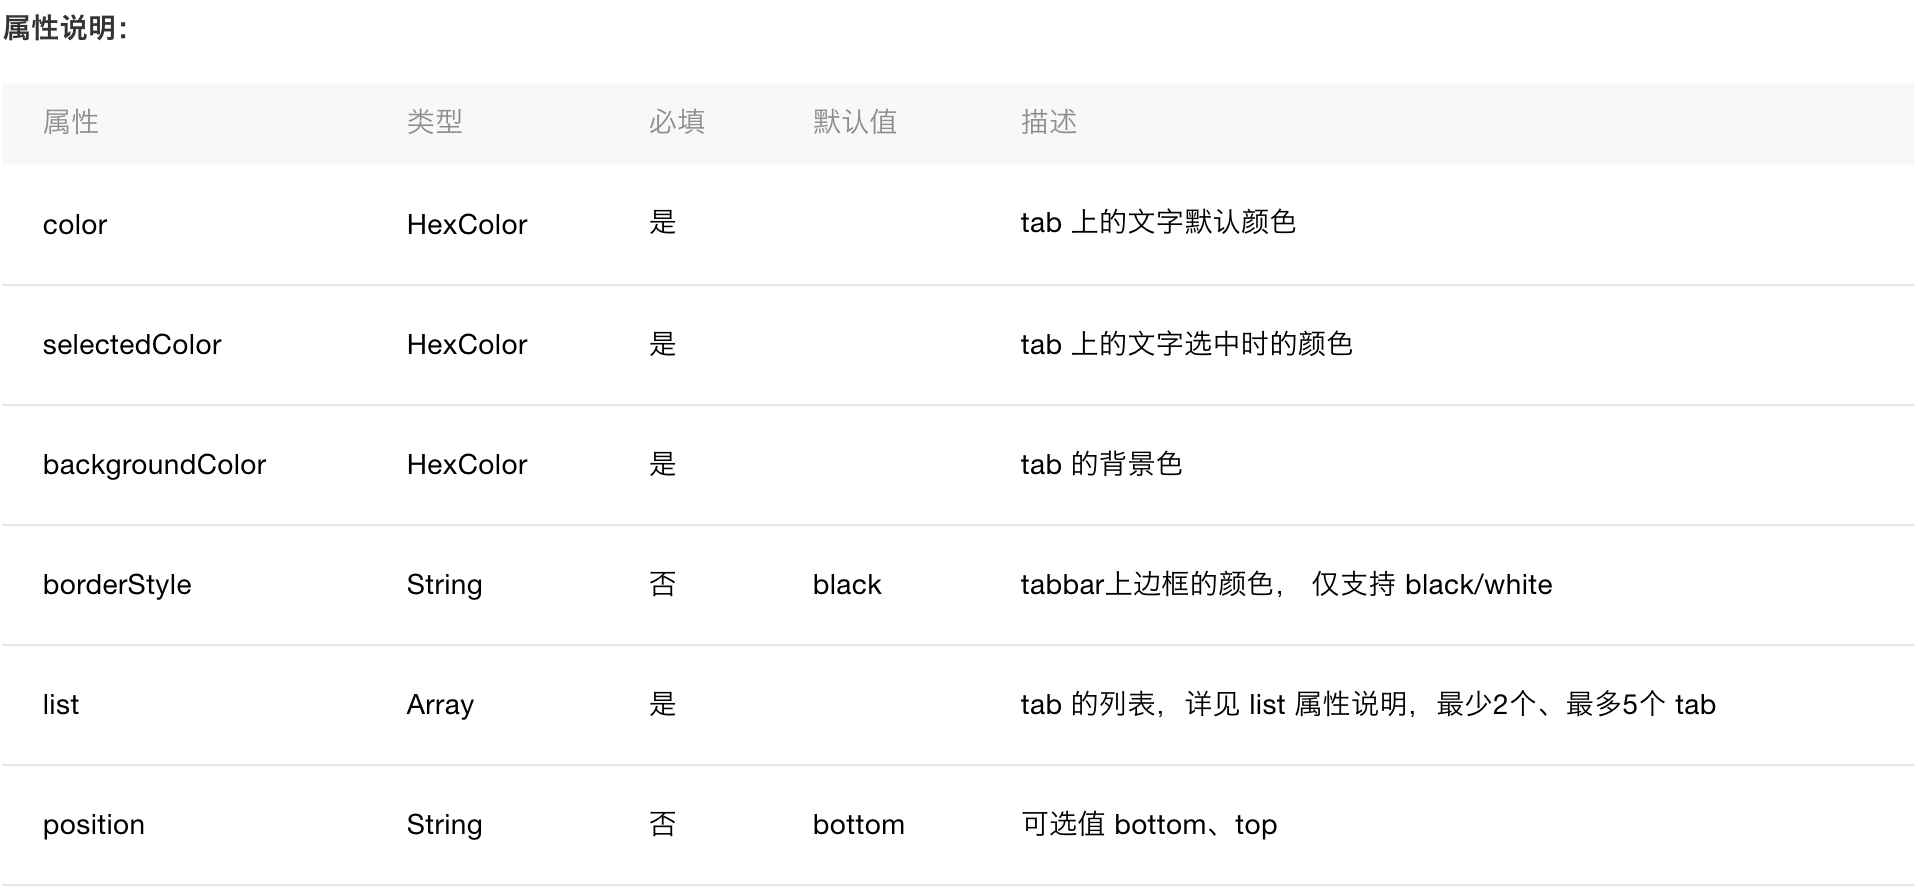 属性说明：
属性 类型 必填 默认值 描述
color HexColor 是 tab 上的文字默认颜色
selectedColor HexColor 是 tab 上的文字选中时的颜色
backgroundColor HexColor 是 tab 的背景色
borderStyle String 否 black tabbar上边框的颜色， 仅支持 black/white
list Array 是 tab 的列表，详见 list 属性说明，最少2个、最多5个 tab
position String 否 bottom 可选值 bottom、top